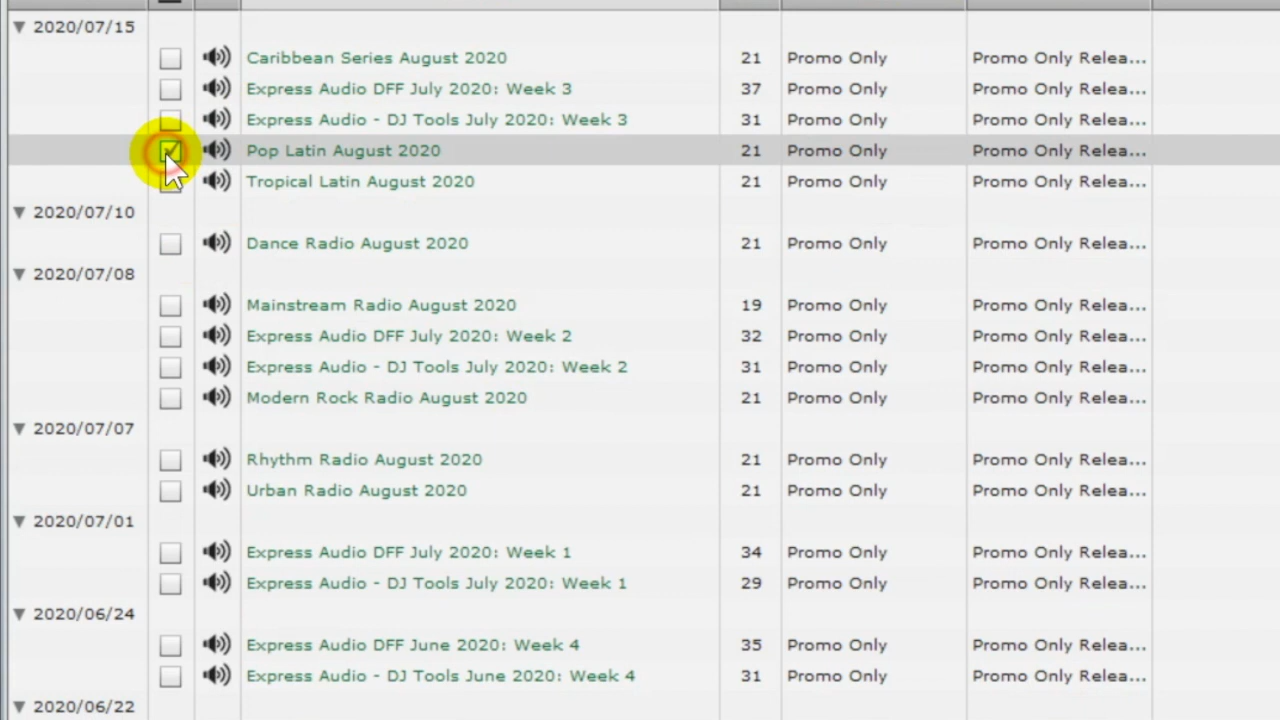 2020/07/15
Caribbean Series August 2020 21 Promo Only Promo Only Relea...
Express Audio DFF July 2020: Week 3 37 Promo Only Promo Only Relea...
Express Audio - DJ Tools July 2020: Week 3 31 Promo Only Promo Only Relea...
Pop Latin August 2020 21 Promo Only Promo Only Relea...
Tropical Latin August 2020 21 Promo Only Promo Only Relea...
2020/07/10
Dance Radio August 2020 21 Promo Only Promo Only Relea...
2020/07/08
Mainstream Radio August 2020 19 Promo Only Promo Only Relea...
Express Audio DFF July 2020: Week 2 32 Promo Only Promo Only Relea...
Express Audio - DJ Tools July 2020: Week 2 31 Promo Only Promo Only Relea...
Modern Rock Radio August 2020 21 Promo Only Promo Only Relea...
2020/07/07
Rhythm Radio August 2020 21 Promo Only Promo Only Relea...
Urban Radio August 2020 21 Promo Only Promo Only Relea...
2020/07/01
Express Audio DFF July 2020: Week 1 34 Promo Only Promo Only Relea...
Express Audio - DJ Tools July 2020: Week 1 29 Promo Only Promo Only Relea...
2020/06/24
Express Audio DFF June 2020: Week 4 35 Promo Only Promo Only Relea...
Express Audio - DJ Tools June 2020: Week 4 31 Promo Only Promo Only Relea...
2020/06/22